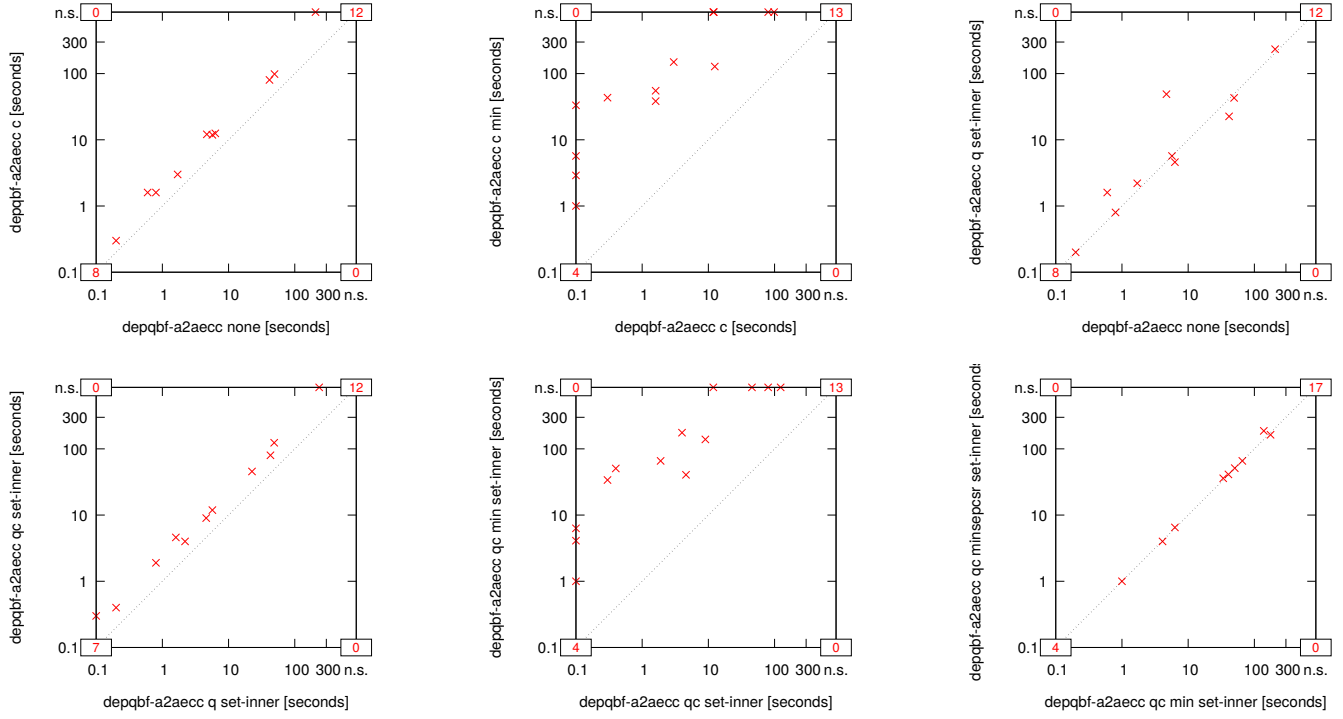 n.s. 0 12
300
100
10
1
0.1 8 0
0.1 1 10 100 300 n.s.
depqbf-a2aecc c [seconds]
depqbf-a2aecc none [seconds]
n.s. 0 13
300
100
10
1
0.1 4 0
0.1 1 10 100 300 n.s.
depqbf-a2aecc c min [seconds]
depqbf-a2aecc c [seconds]
n.s. 0 12
300
100
10
1
0.1 8 0
0.1 1 10 100 300 n.s.
depqbf-a2aecc q set-inner [seconds]
depqbf-a2aecc none [seconds]
n.s. 0 12
300
100
10
1
0.1 7 0
0.1 1 10 100 300 n.s.
depqbf-a2aecc qc set-inner [seconds]
depqbf-a2aecc q set-inner [seconds]
n.s. 0 13
300
100
10
1
0.1 4 0
0.1 1 10 100 300 n.s.
depqbf-a2aecc qc min set-inner [seconds]
depqbf-a2aecc qc set-inner [seconds]
n.s. 0 17
300
100
10
1
0.1 4 0
0.1 1 10 100 300 n.s.
depqbf-a2aecc qc minsepcsr set-inner [second
depqbf-a2aecc qc min set-inner [seconds]